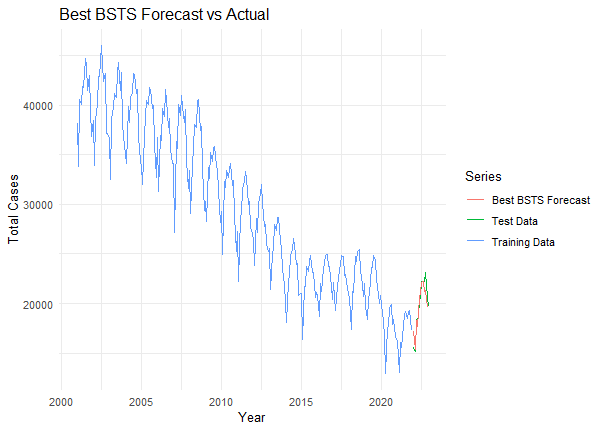 Best BSTS Forecast vs Actual
Total Cases
40000
30000
20000
2000
2005
2010
2015
2020
Year
Series
Best BSTS Forecast
Test Data
Training Data